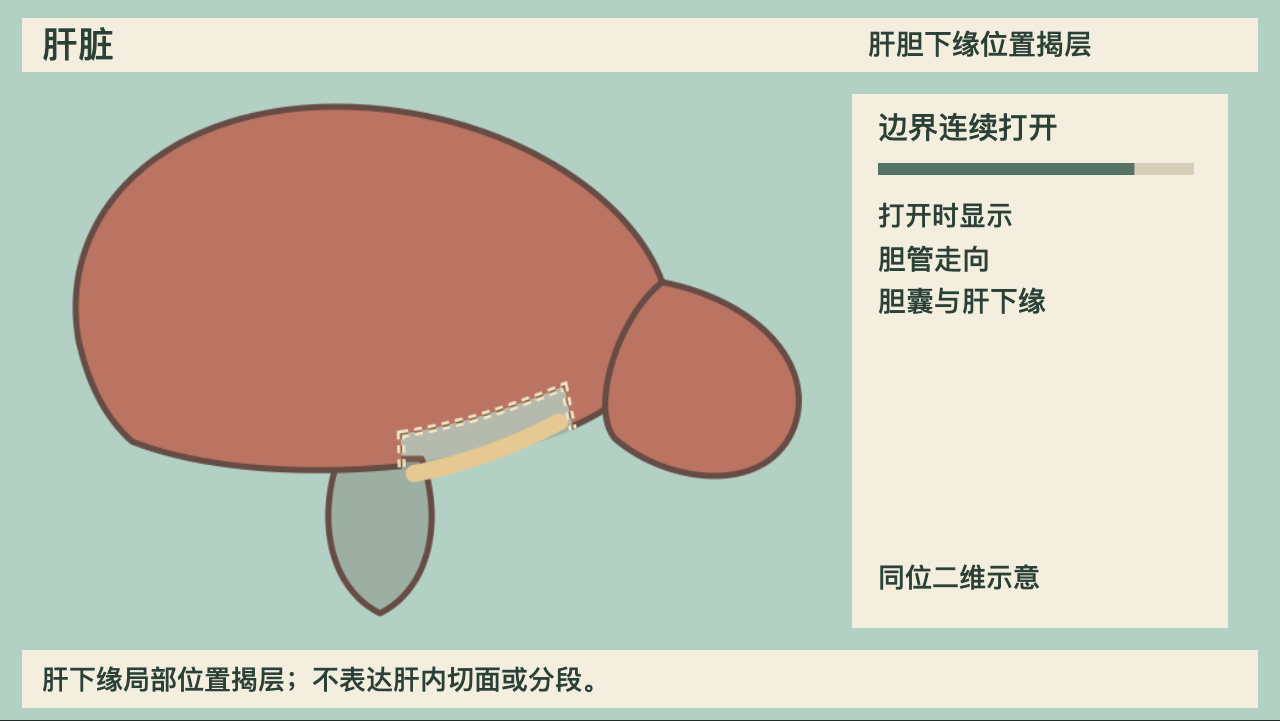 肝脏
肝胆下缘位置揭层
边界连续打开
打开时显示
胆管走向
胆囊与肝下缘
同位二维示意
肝下缘局部位置揭层；不表达肝内切面或分段。